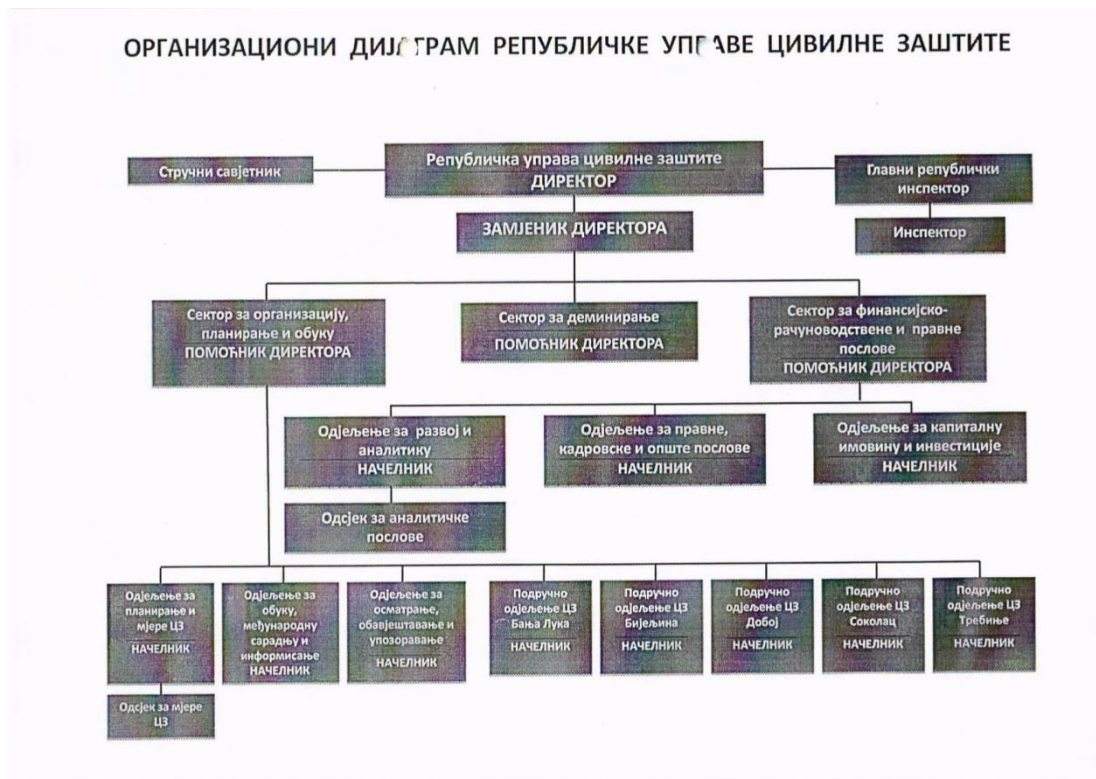 ОРГАНИЗАЦИОНИ ДИЈАГРАМ РЕПУБЛИЧКЕ УПРАВЕ ЦИВИЛНЕ ЗАШТИТЕ
Стручни савјетник
Републичка управа цивилне заштите
ДИРЕКТОР
Главни републички
инспектор
ЗАМЈЕНИК ДИРЕКТОРА
Инспектор
Сектор за организацију,
планирање и обуку
ПОМОЋНИК ДИРЕКТОРА
Сектор за деминирање
ПОМОЋНИК ДИРЕКТОРА
Сектор за финансијско-
рачуноводствене и правне
послове
ПОМОЋНИК ДИРЕКТОРА
Одјељење за развој и
аналитику
НАЧЕЛНИК
Одјељење за правне,
кадровске и опште послове
НАЧЕЛНИК
Одјељење за капиталну
имовину и инвестиције
НАЧЕЛНИК
Одсјек за аналитичке
послове
Одјељење за
планирање и
мјере ЦЗ
НАЧЕЛНИК
Одјељење за
обуку,
међународну
сарадњу и
информисање
НАЧЕЛНИК
Одјељење за
осматрање,
обавјештавање и
упозоравање
НАЧЕЛНИК
Подручно
одјељење ЦЗ
Бања Лука
НАЧЕЛНИК
Подручно
одјељење ЦЗ
Бијељина
НАЧЕЛНИК
Подручно
одјељење ЦЗ
Добој
НАЧЕЛНИК
Подручно
одјељење ЦЗ
Соколац
НАЧЕЛНИК
Подручно
одјељење ЦЗ
Требиње
НАЧЕЛНИК
Одсјек за мјере
ЦЗ